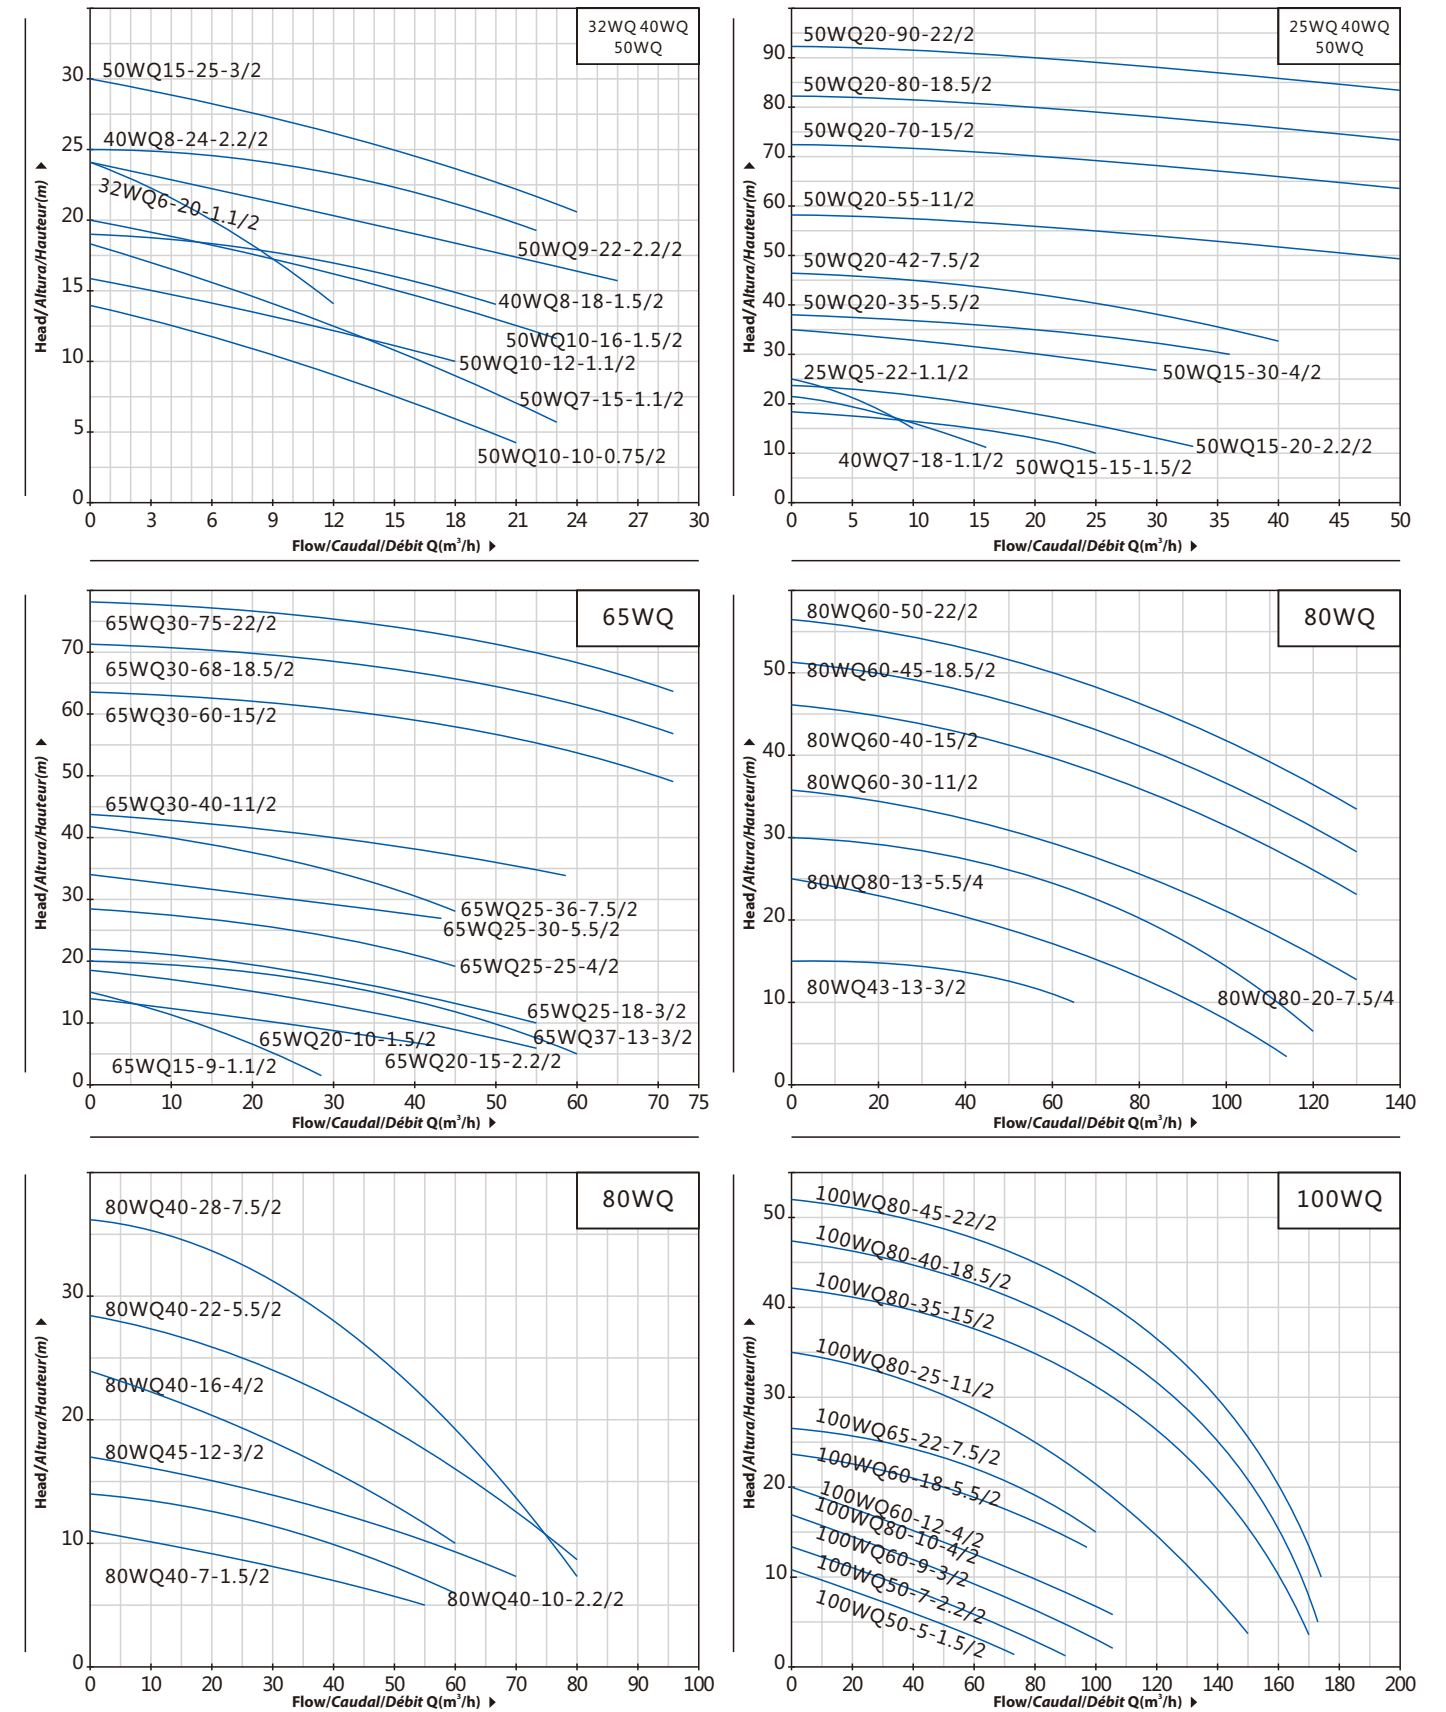 32WQ 40WQ
50WQ
Head/Altura/Hauteur(m) ▶
30
25
20
15
10
5
0
50WQ15-25-3/2
40WQ8-24-2.2/2
32WQ6-20-1.1/2
50WQ9-22-2.2/2
40WQ8-18-1.5/2
50WQ10-16-1.5/2
50WQ10-12-1.1/2
50WQ7-15-1.1/2
50WQ10-10-0.75/2
0 3 6 9 12 15 18 21 24 27 30
Flow/Caudal/Débit Q(m³/h) ▶
25WQ 40WQ
50WQ
Head/Altura/Hauteur(m) ▶
90
80
70
60
50
40
30
20
10
0
50WQ20-90-22/2
50WQ20-80-18.5/2
50WQ20-70-15/2
50WQ20-55-11/2
50WQ20-42-7.5/2
50WQ20-35-5.5/2
50WQ15-30-4/2
25WQ5-22-1.1/2
50WQ15-20-2.2/2
40WQ7-18-1.1/2
50WQ15-15-1.5/2
0 5 10 15 20 25 30 35 40 45 50
Flow/Caudal/Débit Q(m³/h) ▶
65WQ
Head/Altura/Hauteur(m) ▶
70
60
50
40
30
20
10
0
65WQ30-75-22/2
65WQ30-68-18.5/2
65WQ30-60-15/2
65WQ30-40-11/2
65WQ25-36-7.5/2
65WQ25-30-5.5/2
65WQ25-25-4/2
65WQ25-18-3/2
65WQ37-13-3/2
65WQ20-10-1.5/2
65WQ20-15-2.2/2
65WQ15-9-1.1/2
0 10 20 30 40 50 60 70 75
Flow/Caudal/Débit Q(m³/h) ▶
80WQ
Head/Altura/Hauteur(m) ▶
50
40
30
20
10
0
80WQ60-50-22/2
80WQ60-45-18.5/2
80WQ60-40-15/2
80WQ60-30-11/2
80WQ80-13-5.5/4
80WQ43-13-3/2
80WQ80-20-7.5/4
0 20 40 60 80 100 120 140
Flow/Caudal/Débit Q(m³/h) ▶
80WQ
Head/Altura/Hauteur(m) ▶
30
20
10
0
80WQ40-28-7.5/2
80WQ40-22-5.5/2
80WQ40-16-4/2
80WQ45-12-3/2
80WQ40-7-1.5/2
80WQ40-10-2.2/2
0 10 20 30 40 50 60 70 80 90 100
Flow/Caudal/Débit Q(m³/h) ▶
100WQ
Head/Altura/Hauteur(m) ▶
50
40
30
20
10
0
100WQ80-45-22/2
100WQ80-40-18.5/2
100WQ80-35-15/2
100WQ80-25-11/2
100WQ65-22-7.5/2
100WQ60-18-5.5/2
100WQ60-12-4/2
100WQ80-10-4/2
100WQ60-9-3/2
100WQ50-7-2.2/2
100WQ50-5-1.5/2
0 20 40 60 80 100 120 140 160 180 200
Flow/Caudal/Débit Q(m³/h) ▶